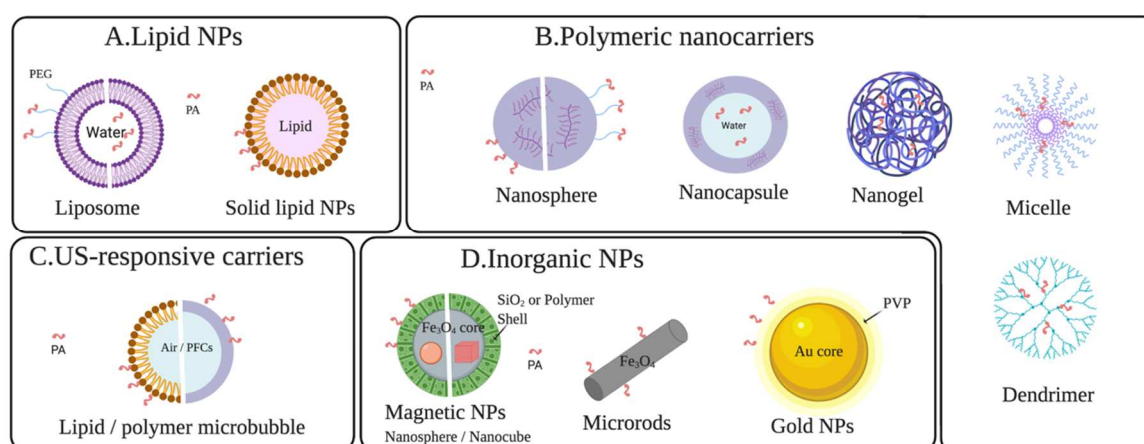 A.Lipid NPs
PEG
PA
Water
Lipid
Liposome
Solid lipid NPs
B.Polymeric nanocarriers
PA
Water
Nanosphere
Nanocapsule
Nanogel
Micelle
Dendrimer
C.US-responsive carriers
PA
Air / PFCs
Lipid / polymer microbubble
D.Inorganic NPs
SiO₂ or Polymer
Shell
Fe₃O₄ core
PA
Magnetic NPs
Nanosphere / Nanocube
Fe₃O₄
Microrods
PVP
Au core
Gold NPs